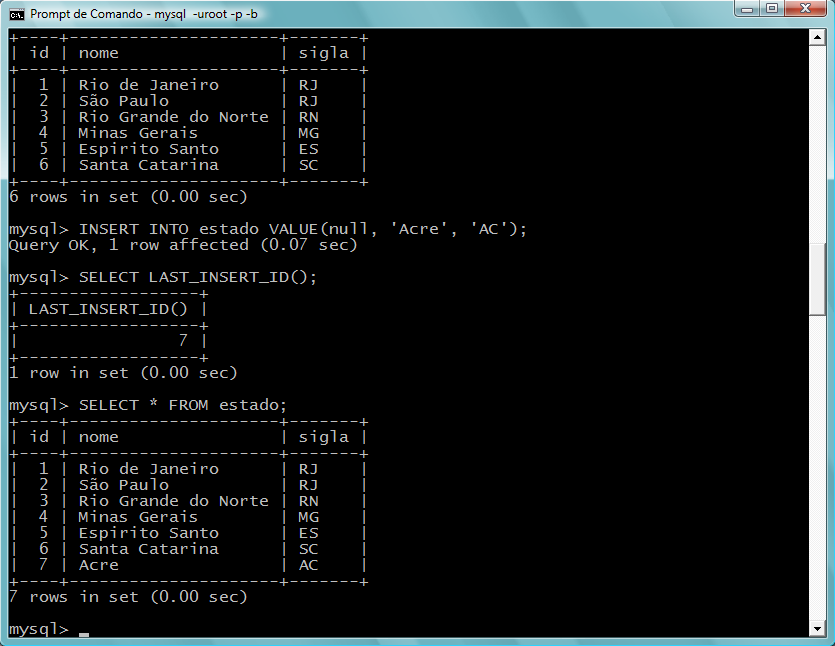 Prompt de Comando - mysql -uroot -p -b
+----+---------------------+-------+
| id | nome                | sigla |
+----+---------------------+-------+
|  1 | Rio de Janeiro      | RJ    |
|  2 | São Paulo           | RJ    |
|  3 | Rio Grande do Norte | RN    |
|  4 | Minas Gerais        | MG    |
|  5 | Espirito Santo      | ES    |
|  6 | Santa Catarina      | SC    |
+----+---------------------+-------+
6 rows in set (0.00 sec)
mysql> INSERT INTO estado VALUE(null, 'Acre', 'AC');
Query OK, 1 row affected (0.07 sec)
mysql> SELECT LAST_INSERT_ID();
+------------------+
| LAST_INSERT_ID() |
+------------------+
|                7 |
+------------------+
1 row in set (0.00 sec)
mysql> SELECT * FROM estado;
+----+---------------------+-------+
| id | nome                | sigla |
+----+---------------------+-------+
|  1 | Rio de Janeiro      | RJ    |
|  2 | São Paulo           | RJ    |
|  3 | Rio Grande do Norte | RN    |
|  4 | Minas Gerais        | MG    |
|  5 | Espirito Santo      | ES    |
|  6 | Santa Catarina      | SC    |
|  7 | Acre                | AC    |
+----+---------------------+-------+
7 rows in set (0.00 sec)
mysql> _